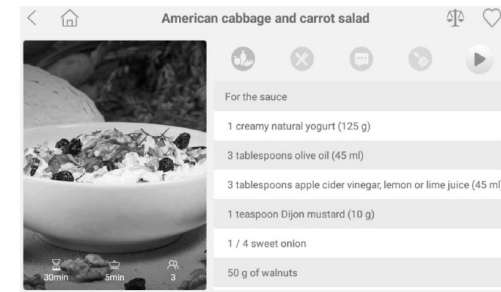 American cabbage and carrot salad
For the sauce
1 creamy natural yogurt (125 g)
3 tablespoons olive oil (45 ml)
3 tablespoons apple cider vinegar, lemon or lime juice (45 ml)
1 teaspoon Dijon mustard (10 g)
1 / 4 sweet onion
50 g of walnuts
30min
5min
3